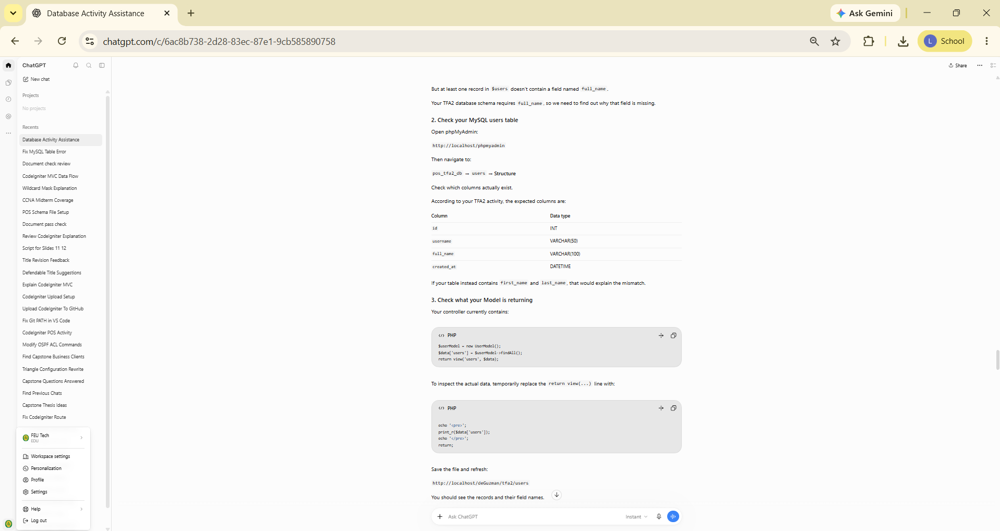 Database Activity Assistance
Ask Gemini
chatgpt.com/c/6ac8b738-2d28-83ec-87e1-9cb585890758
L School
ChatGPT
New chat
Projects
No projects
Recents
Database Activity Assistance
Fix MySQL Table Error
Document check review
CodeIgniter MVC Data Flow
Wildcard Mask Explanation
CCNA Midterm Coverage
POS Schema File Setup
Document pass check
Review CodeIgniter Explanation
Script for Slides 11 12
Title Revision Feedback
Defendable Title Suggestions
Explain CodeIgniter MVC
CodeIgniter Upload Setup
Upload CodeIgniter To GitHub
Fix Git PATH in VS Code
CodeIgniter POS Activity
Modify OSPF ACL Commands
Find Capstone Business Clients
Triangle Configuration Rewrite
Capstone Questions Answered
Find Previous Chats
Capstone Thesis Ideas
Fix CodeIgniter Route
FEU Tech
EDU
Workspace settings
Personalization
Profile
Settings
Help
Log out
Share
But at least one record in $users doesn't contain a field named full_name.
Your TFA2 database schema requires full_name, so we need to find out why that field is missing.
2. Check your MySQL users table
Open phpMyAdmin:
http://localhost/phpmyadmin
Then navigate to:
pos_tfa2_db → users → Structure
Check which columns actually exist.
According to your TFA2 activity, the expected columns are:
Column Data type
id INT
username VARCHAR(50)
full_name VARCHAR(100)
created_at DATETIME
If your table instead contains first_name and last_name, that would explain the mismatch.
3. Check what your Model is returning
Your controller currently contains:
PHP
$userModel = new UserModel();
$data['users'] = $userModel->findAll();
return view('users', $data);
To inspect the actual data, temporarily replace the return view(...) line with:
PHP
echo '<pre>';
print_r($data['users']);
echo '</pre>';
return;
Save the file and refresh:
http://localhost/deGuzman/tfa2/users
You should see the records and their field names.
Ask ChatGPT
Instant